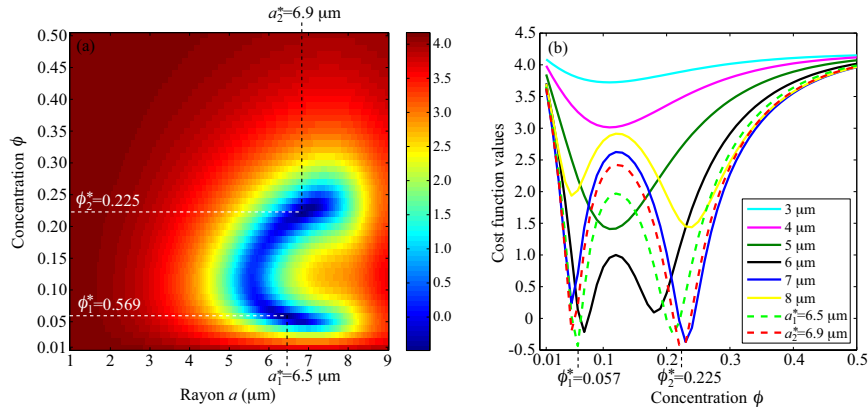 a₂*=6.9 µm
(a)
0.50
0.45
0.40
0.35
0.30
0.25
0.20
0.15
0.10
0.05
0.01
Concentration ϕ
ϕ₂*=0.225
ϕ₁*=0.569
1 2 3 4 5 6 7 8 9
a₁*=6.5 µm
Rayon a (µm)
4.0
3.5
3.0
2.5
2.0
1.5
1.0
0.5
0.0
(b)
4.5
4.0
3.5
3.0
2.5
2.0
1.5
1.0
0.5
0
-0.5
Cost function values
3 µm
4 µm
5 µm
6 µm
7 µm
8 µm
a₁*=6.5 µm
a₂*=6.9 µm
0.01 0.1 0.2 0.3 0.4 0.5
ϕ₁*=0.057 ϕ₂*=0.225
Concentration ϕ